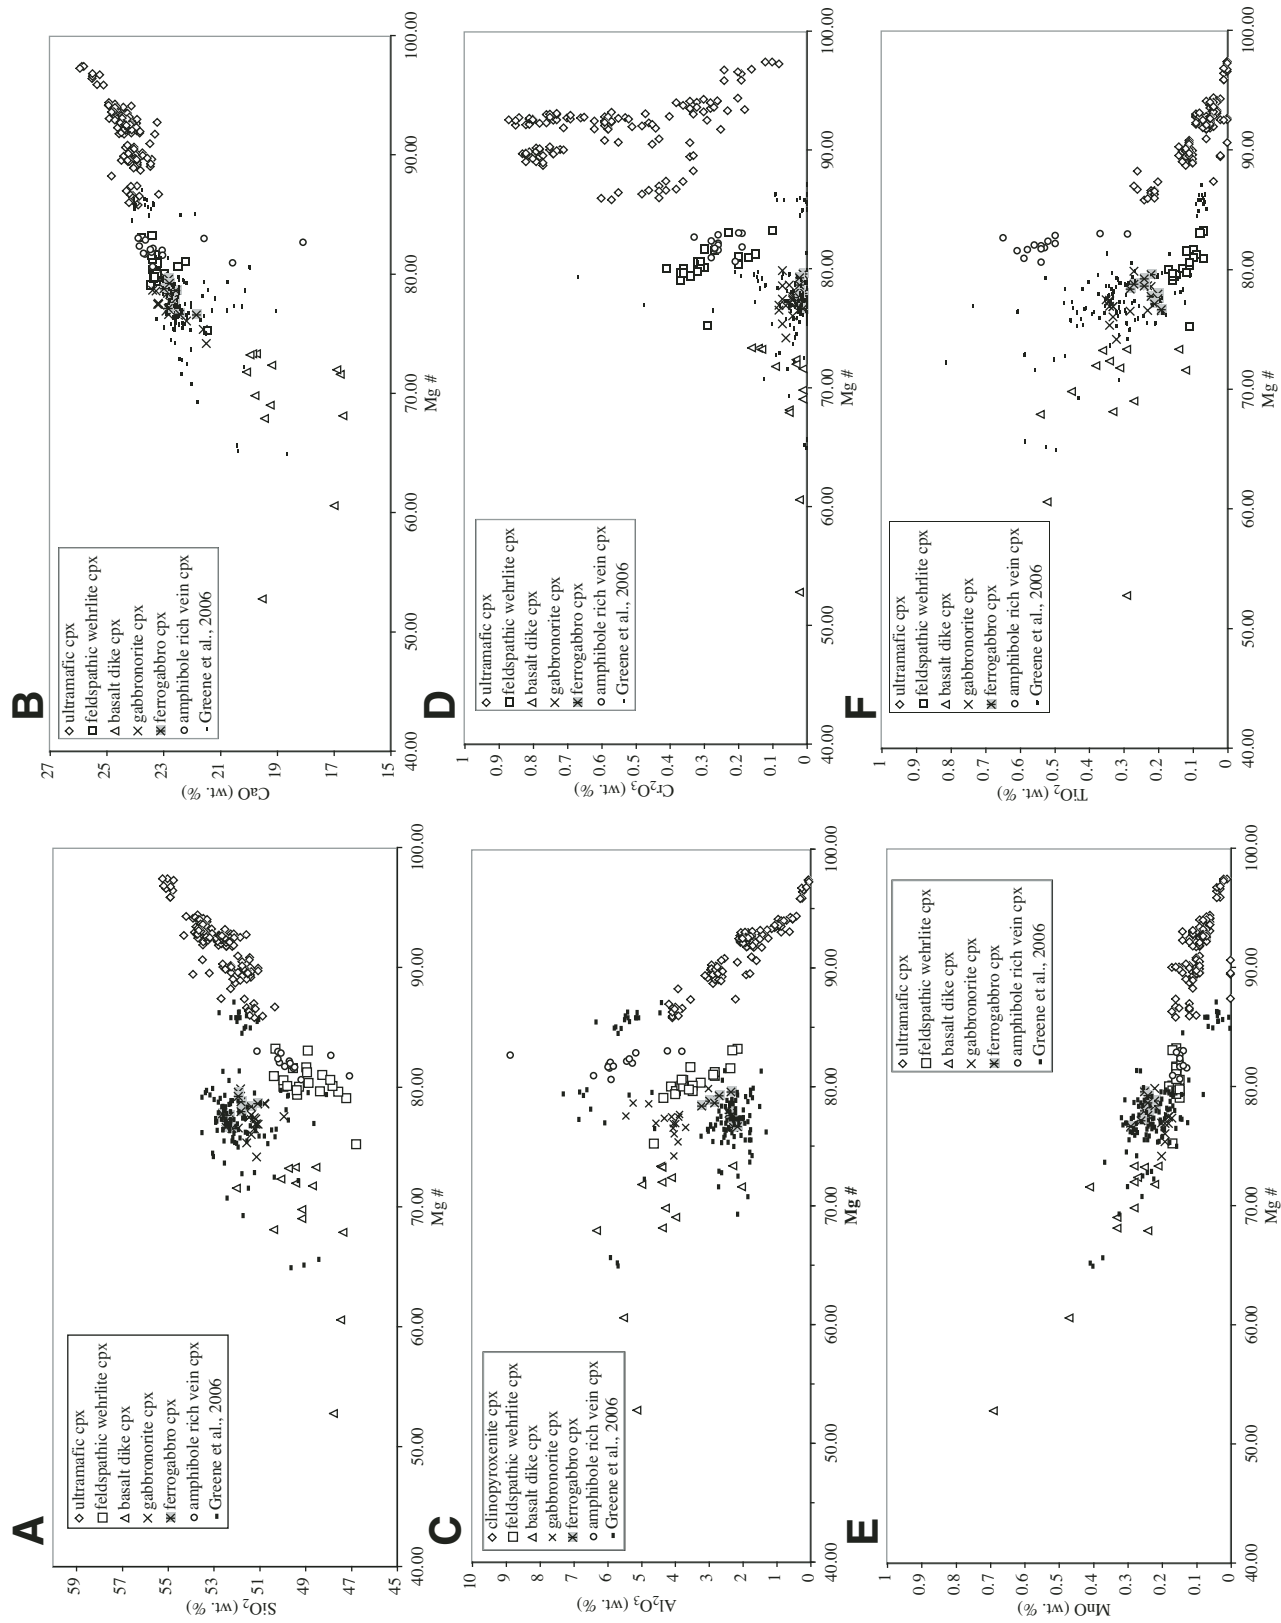 A
59
57
55
53
51
49
47
45
SiO2 (wt. %)
40.00
50.00
60.00
70.00
80.00
90.00
100.00
Mg #
ultramafic cpx
feldspathic wehrlite cpx
basalt dike cpx
gabbronorite cpx
ferrogabbro cpx
amphibole rich vein cpx
Greene et al., 2006
B
27
25
23
21
19
17
15
CaO (wt. %)
40.00
50.00
60.00
70.00
80.00
90.00
100.00
Mg #
ultramafic cpx
feldspathic wehrlite cpx
basalt dike cpx
gabbronorite cpx
ferrogabbro cpx
amphibole rich vein cpx
Greene et al., 2006
C
10
9
8
7
6
5
4
3
2
1
0
Al2O3 (wt. %)
40.00
50.00
60.00
70.00
80.00
90.00
100.00
Mg #
clinopyroxenite cpx
feldspathic wehrlite cpx
basalt dike cpx
gabbronorite cpx
ferrogabbro cpx
amphibole rich vein cpx
Greene et al., 2006
D
1
0.9
0.8
0.7
0.6
0.5
0.4
0.3
0.2
0.1
0
Cr2O3 (wt. %)
40.00
50.00
60.00
70.00
80.00
90.00
100.00
Mg #
ultramafic cpx
feldspathic wehrlite cpx
basalt dike cpx
gabbronorite cpx
ferrogabbro cpx
amphibole rich vein cpx
Greene et al., 2006
E
1
0.9
0.8
0.7
0.6
0.5
0.4
0.3
0.2
0.1
0
MnO (wt. %)
40.00
50.00
60.00
70.00
80.00
90.00
100.00
Mg #
ultramafic cpx
feldspathic wehrlite cpx
basalt dike cpx
gabbronorite cpx
ferrogabbro cpx
amphibole rich vein cpx
Greene et al., 2006
F
1
0.9
0.8
0.7
0.6
0.5
0.4
0.3
0.2
0.1
0
TiO2 (wt. %)
40.00
50.00
60.00
70.00
80.00
90.00
100.00
Mg #
ultramafic cpx
feldspathic wehrlite cpx
basalt dike cpx
gabbronorite cpx
ferrogabbro cpx
amphibole rich vein cpx
Greene et al., 2006